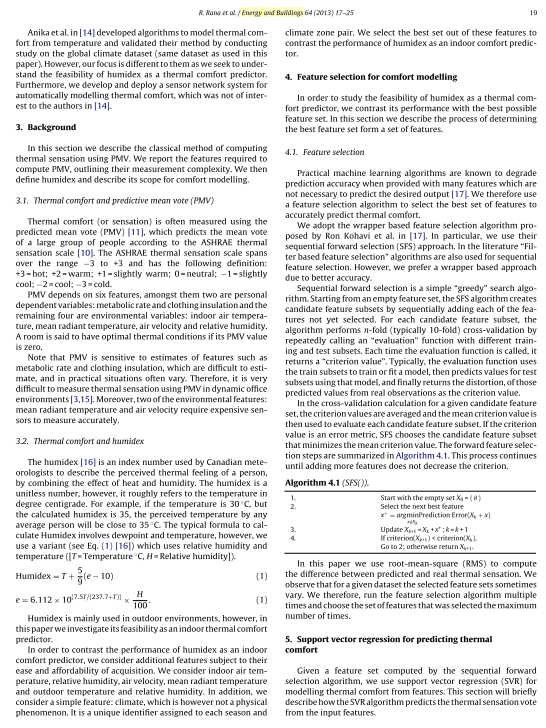 R. Rana et al. / Energy and Buildings 64 (2013) 17–25
19
Anika et al. in [14] developed algorithms to model thermal com-
fort from temperature and validated their method by conducting
study on the global climate dataset (same dataset as used in this
paper). However, our focus is different to them as we seek to under-
stand the feasibility of humidex as a thermal comfort predictor.
Furthermore, we develop and deploy a sensor network system for
automatically modelling thermal comfort, which was not of inter-
est to the authors in [14].
3. Background
In this section we describe the classical method of computing
thermal sensation using PMV. We report the features required to
compute PMV, outlining their measurement complexity. We then
define humidex and describe its scope for comfort modelling.
3.1. Thermal comfort and predictive mean vote (PMV)
Thermal comfort (or sensation) is often measured using the
predicted mean vote (PMV) [11], which predicts the mean vote
of a large group of people according to the ASHRAE thermal
sensation scale [10]. The ASHRAE thermal sensation scale spans
over the range −3 to +3 and has the following definition:
+3 = hot; +2 = warm; +1 = slightly warm; 0 = neutral; −1 = slightly
cool; −2 = cool; −3 = cold.
PMV depends on six features, amongst them two are personal
dependent variables: metabolic rate and clothing insulation and the
remaining four are environmental variables: indoor air tempera-
ture, mean radiant temperature, air velocity and relative humidity.
A room is said to have optimal thermal conditions if its PMV value
is zero.
Note that PMV is sensitive to estimates of features such as
metabolic rate and clothing insulation, which are difficult to esti-
mate, and in practical situations often vary. Therefore, it is very
difficult to measure thermal sensation using PMV in dynamic office
environments [3,15]. Moreover, two of the environmental features:
mean radiant temperature and air velocity require expensive sen-
sors to measure accurately.
3.2. Thermal comfort and humidex
The humidex [16] is an index number used by Canadian mete-
orologists to describe the perceived thermal feeling of a person,
by combining the effect of heat and humidity. The humidex is a
unitless number, however, it roughly refers to the temperature in
degree centigrade. For example, if the temperature is 30 °C, but
the calculated humidex is 35, the perceived temperature by any
average person will be close to 35 °C. The typical formula to cal-
culate Humidex involves dewpoint and temperature, however, we
use a variant (see Eq. (1) [16]) which uses relative humidity and
temperature ([T = Temperature °C, H = Relative humidity]).
Humidex = T + 5/9 (e − 10) (1)
e = 6.112 × 10^[7.5T/(237.7+T)] × H/100. (1)
Humidex is mainly used in outdoor environments, however, in
this paper we investigate its feasibility as an indoor thermal comfort
predictor.
In order to contrast the performance of humidex as an indoor
comfort predictor, we consider additional features subject to their
ease and affordability of acquisition. We consider indoor air tem-
perature, relative humidity, air velocity, mean radiant temperature
and outdoor temperature and relative humidity. In addition, we
consider a simple feature: climate, which is however not a physical
phenomenon. It is a unique identifier assigned to each season and
climate zone pair. We select the best set out of these features to
contrast the performance of humidex as an indoor comfort predic-
tor.
4. Feature selection for comfort modelling
In order to study the feasibility of humidex as a thermal com-
fort predictor, we contrast its performance with the best possible
feature set. In this section we describe the process of determining
the best feature set form a set of features.
4.1. Feature selection
Practical machine learning algorithms are known to degrade
prediction accuracy when provided with many features which are
not necessary to predict the desired output [17]. We therefore use
a feature selection algorithm to select the best set of features to
accurately predict thermal comfort.
We adopt the wrapper based feature selection algorithm pro-
posed by Ron Kohavi et al. in [17]. In particular, we use their
sequential forward selection (SFS) approach. In the literature "Fil-
ter based feature selection" algorithms are also used for sequential
feature selection. However, we prefer a wrapper based approach
due to better accuracy.
Sequential forward selection is a simple "greedy" search algo-
rithm. Starting from an empty feature set, the SFS algorithm creates
candidate feature subsets by sequentially adding each of the fea-
tures not yet selected. For each candidate feature subset, the
algorithm performs n-fold (typically 10-fold) cross-validation by
repeatedly calling an "evaluation" function with different train-
ing and test subsets. Each time the evaluation function is called, it
returns a "criterion value". Typically, the evaluation function uses
the train subsets to train or fit a model, then predicts values for test
subsets using that model, and finally returns the distortion, of those
predicted values from real observations as the criterion value.
In the cross-validation calculation for a given candidate feature
set, the criterion values are averaged and the mean criterion value is
then used to evaluate each candidate feature subset. If the criterion
value is an error metric, SFS chooses the candidate feature subset
that minimizes the mean criterion value. The forward feature selec-
tion steps are summarized in Algorithm 4.1. This process continues
until adding more features does not decrease the criterion.
Algorithm 4.1 (SFS()).
1. Start with the empty set X₀ = {∅}
2. Select the next best feature
x⁺ = argminPrediction Error(Xₖ + x)
x∉Xₖ
3. Update Xₖ₊₁ = Xₖ + x⁺; k = k + 1
4. If criterion(Xₖ₊₁) < criterion(Xₖ),
Go to 2; otherwise return Xₖ₊₁.
In this paper we use root-mean-square (RMS) to compute
the difference between predicted and real thermal sensation. We
observe that for a given dataset the selected feature sets sometimes
vary. We therefore, run the feature selection algorithm multiple
times and choose the set of features that was selected the maximum
number of times.
5. Support vector regression for predicting thermal
comfort
Given a feature set computed by the sequential forward
selection algorithm, we use support vector regression (SVR) for
modelling thermal comfort from features. This section will briefly
describe how the SVR algorithm predicts the thermal sensation vote
from the input features.